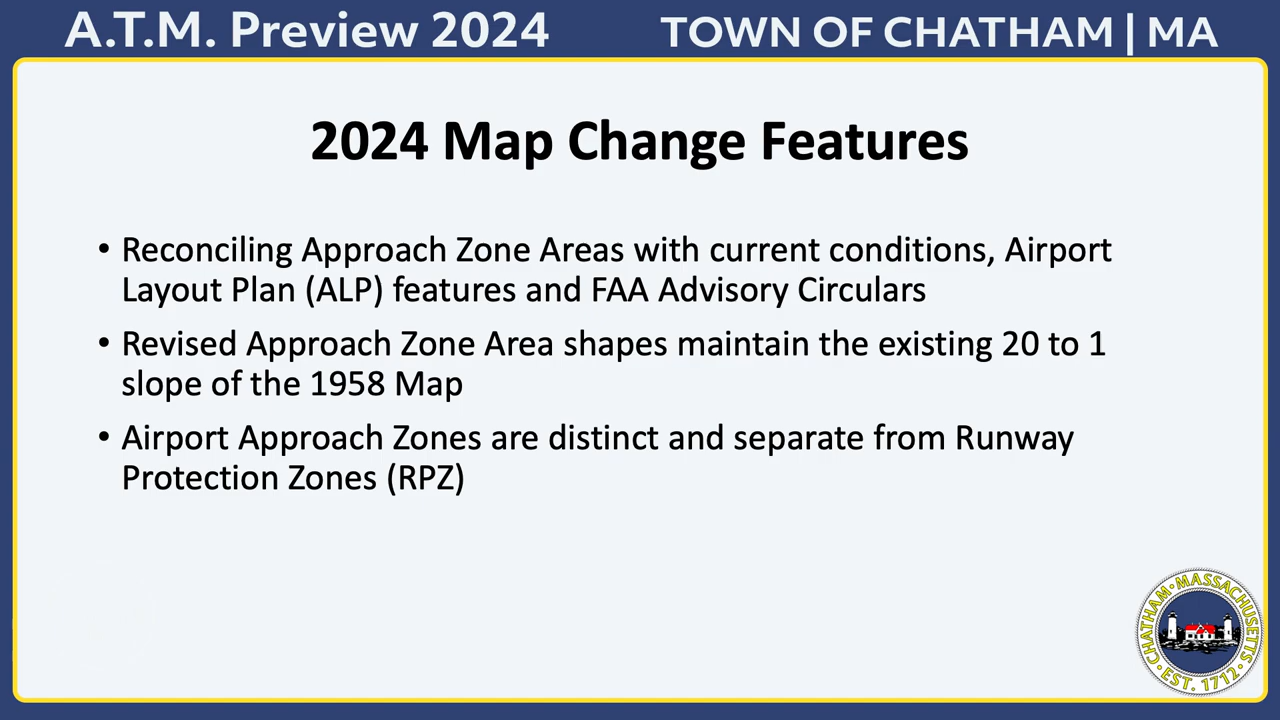 A.T.M. Preview 2024
TOWN OF CHATHAM | MA
2024 Map Change Features
• Reconciling Approach Zone Areas with current conditions, Airport
Layout Plan (ALP) features and FAA Advisory Circulars
• Revised Approach Zone Area shapes maintain the existing 20 to 1
slope of the 1958 Map
• Airport Approach Zones are distinct and separate from Runway
Protection Zones (RPZ)
CHATHAM · MASSACHUSETTS ·
EST. 1712